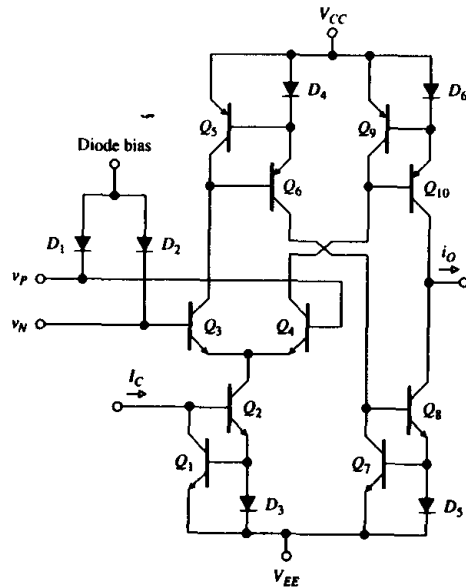 V_CC
D_4
D_6
Q_5
Q_9
Diode bias
Q_6
Q_10
D_1
D_2
i_O
v_P
v_N
Q_3
Q_4
I_C
Q_2
Q_8
Q_1
Q_7
D_3
D_5
V_EE